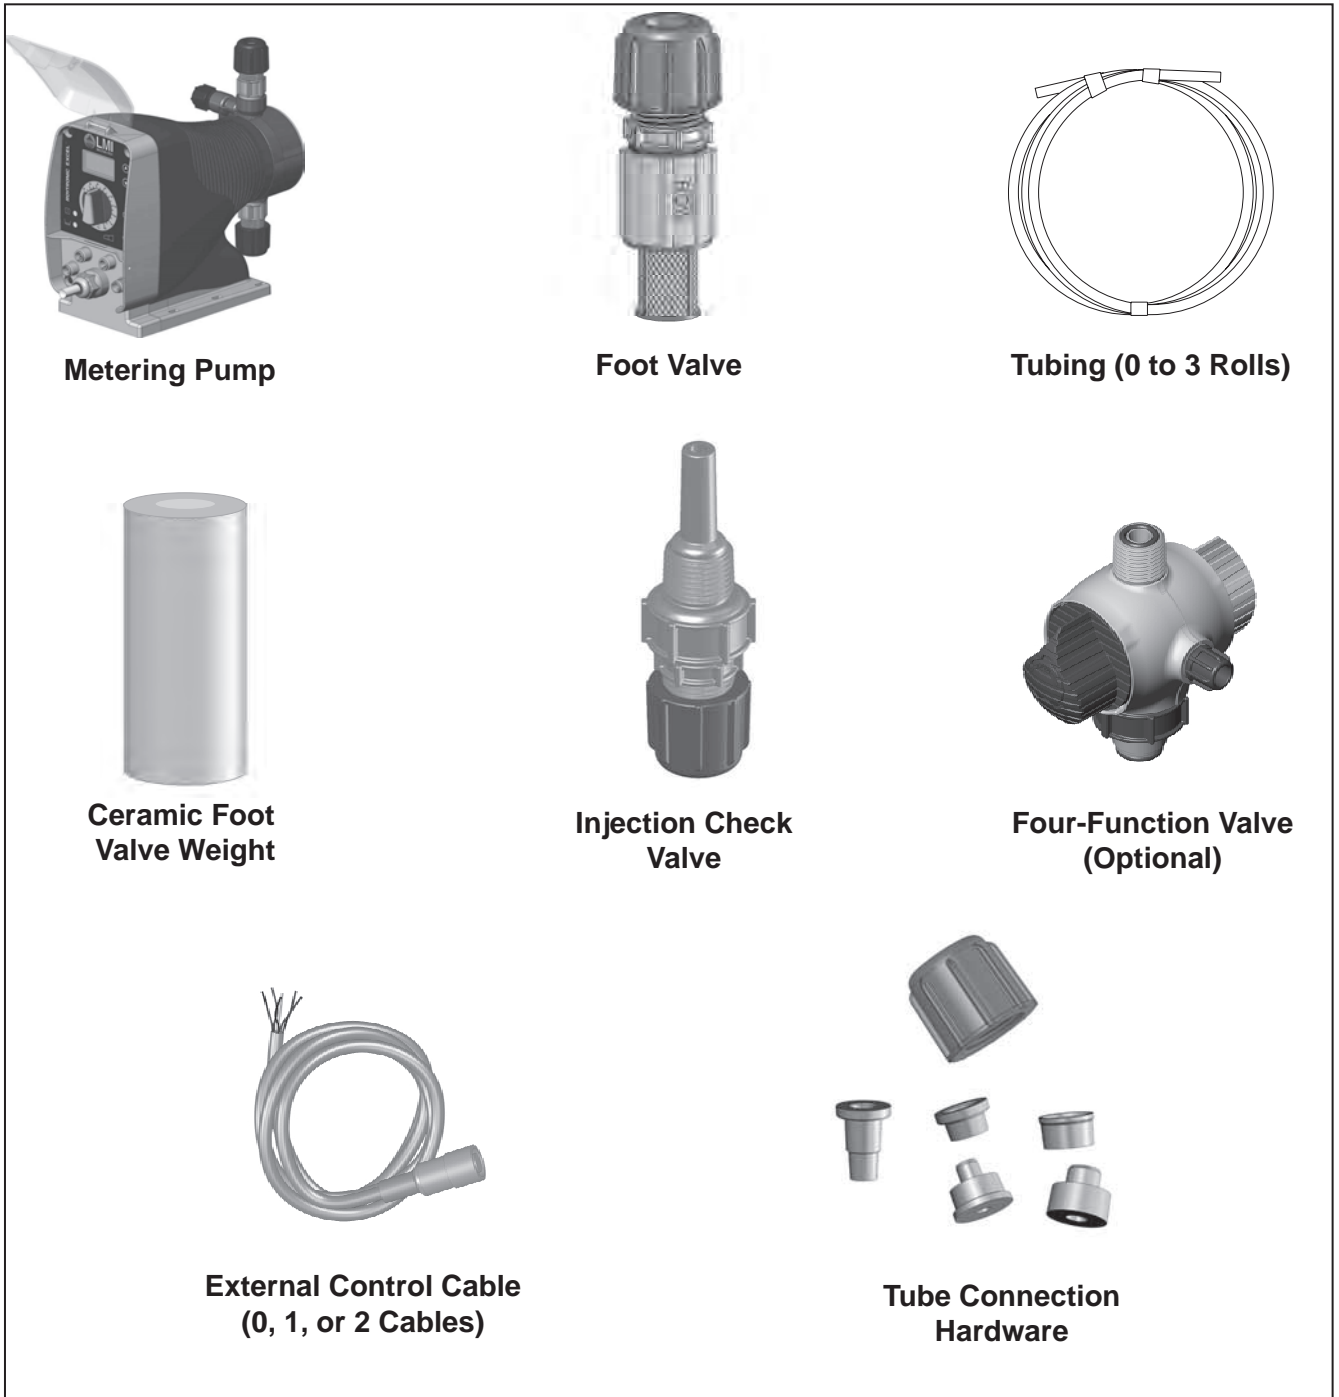 LMI
Metering Pump
Foot Valve
Tubing (0 to 3 Rolls)
Ceramic Foot
Valve Weight
Injection Check
Valve
Four-Function Valve
(Optional)
External Control Cable
(0, 1, or 2 Cables)
Tube Connection
Hardware